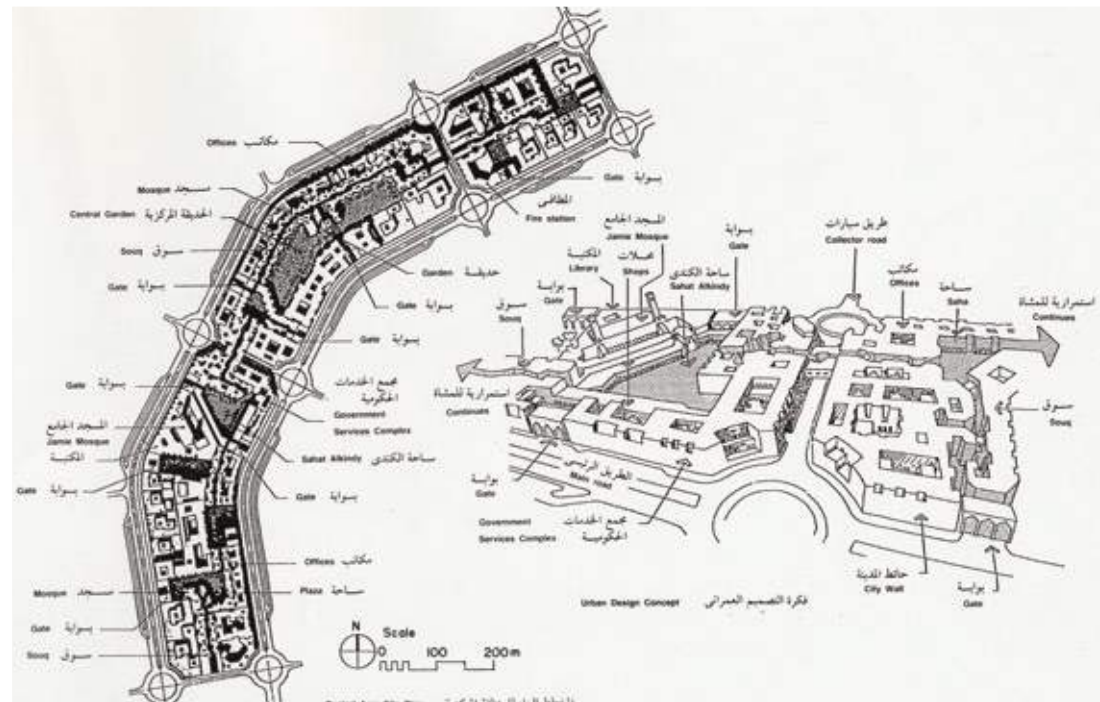 Offices مكاتب
Mosque مسجد
Central Garden الحديقة المركزية
Souq سوق
Gate بوابة
Gate بوابة
Jamie Mosque المسجد الجامع
المكتبة
Gate بوابة
Mosque مسجد
Gate بوابة
Souq سوق
Gate بوابة
المطافى
Fire station
Garden حديقة
Gate بوابة
Gate بوابة
مجمع الخدمات
الحكومية
Government
Services Complex
Sahat Alkindy ساحة الكندى
Gate بوابة
Offices مكاتب
Plaza ساحة
N
Scale
0 100 200m
المسجد الجامع
Jamie Mosque
المكتبة
Library
محلات
Shops
بوابة
Gate
ساحة الكندى
Sahat Alkindy
بوابة
Gate
سوق
Souq
طريق سيارات
Collector road
مكاتب
Offices
ساحة
Saha
استمرارية للمشاة
Continues
استمرارية للمشاة
Continues
سوق
Souq
الطريق الرئيسى
Main road
بوابة
Gate
Government مجمع الخدمات
Services Complex الحكومية
حائط المدينة
City Wall
بوابة
Gate
Urban Design Concept فكرة التصميم العمرانى